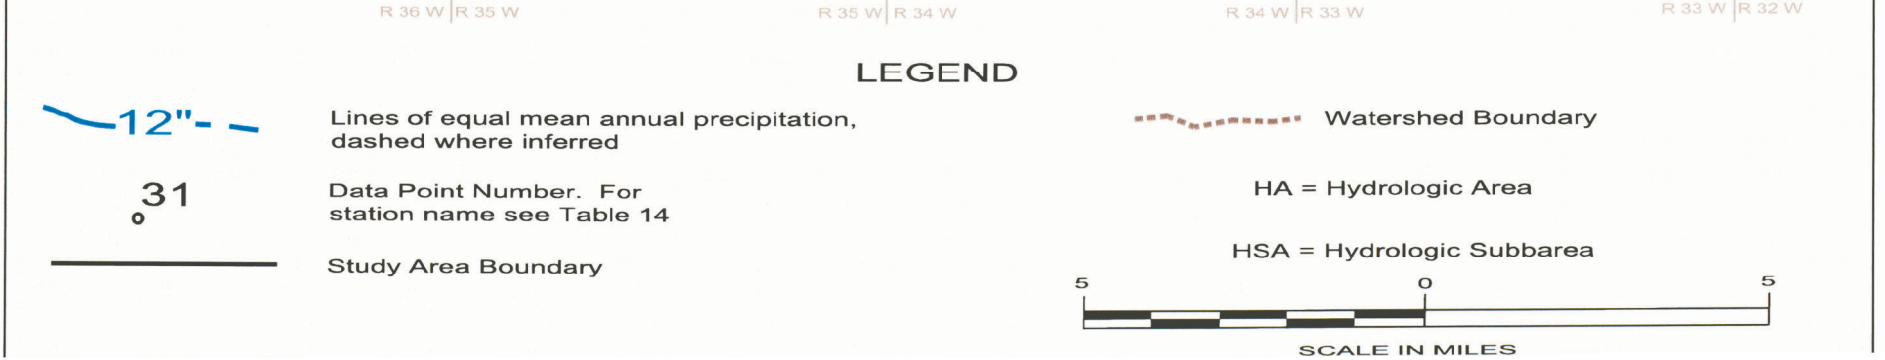 R 36 W R 35 W
R 35 W R 34 W
R 34 W R 33 W
R 33 W R 32 W
LEGEND
12"
Lines of equal mean annual precipitation,
dashed where inferred
31
Data Point Number. For
station name see Table 14
Study Area Boundary
Watershed Boundary
HA = Hydrologic Area
HSA = Hydrologic Subbarea
5 0 5
SCALE IN MILES